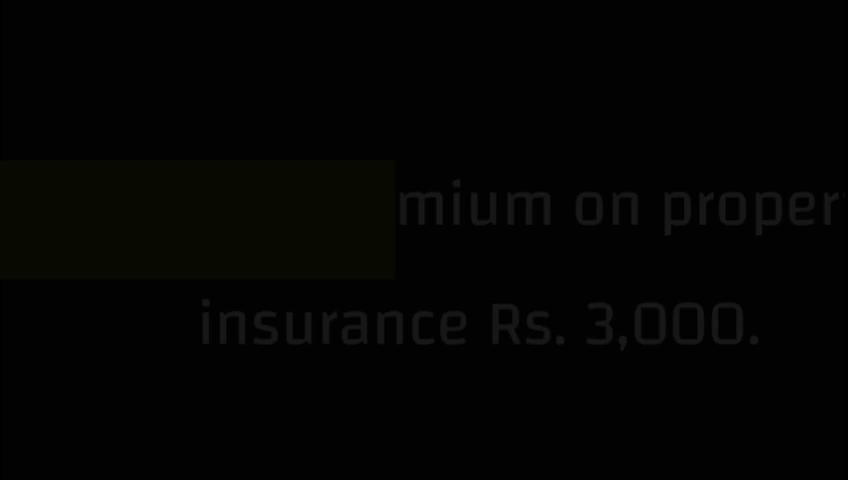 mium on proper
insurance Rs. 3,000.